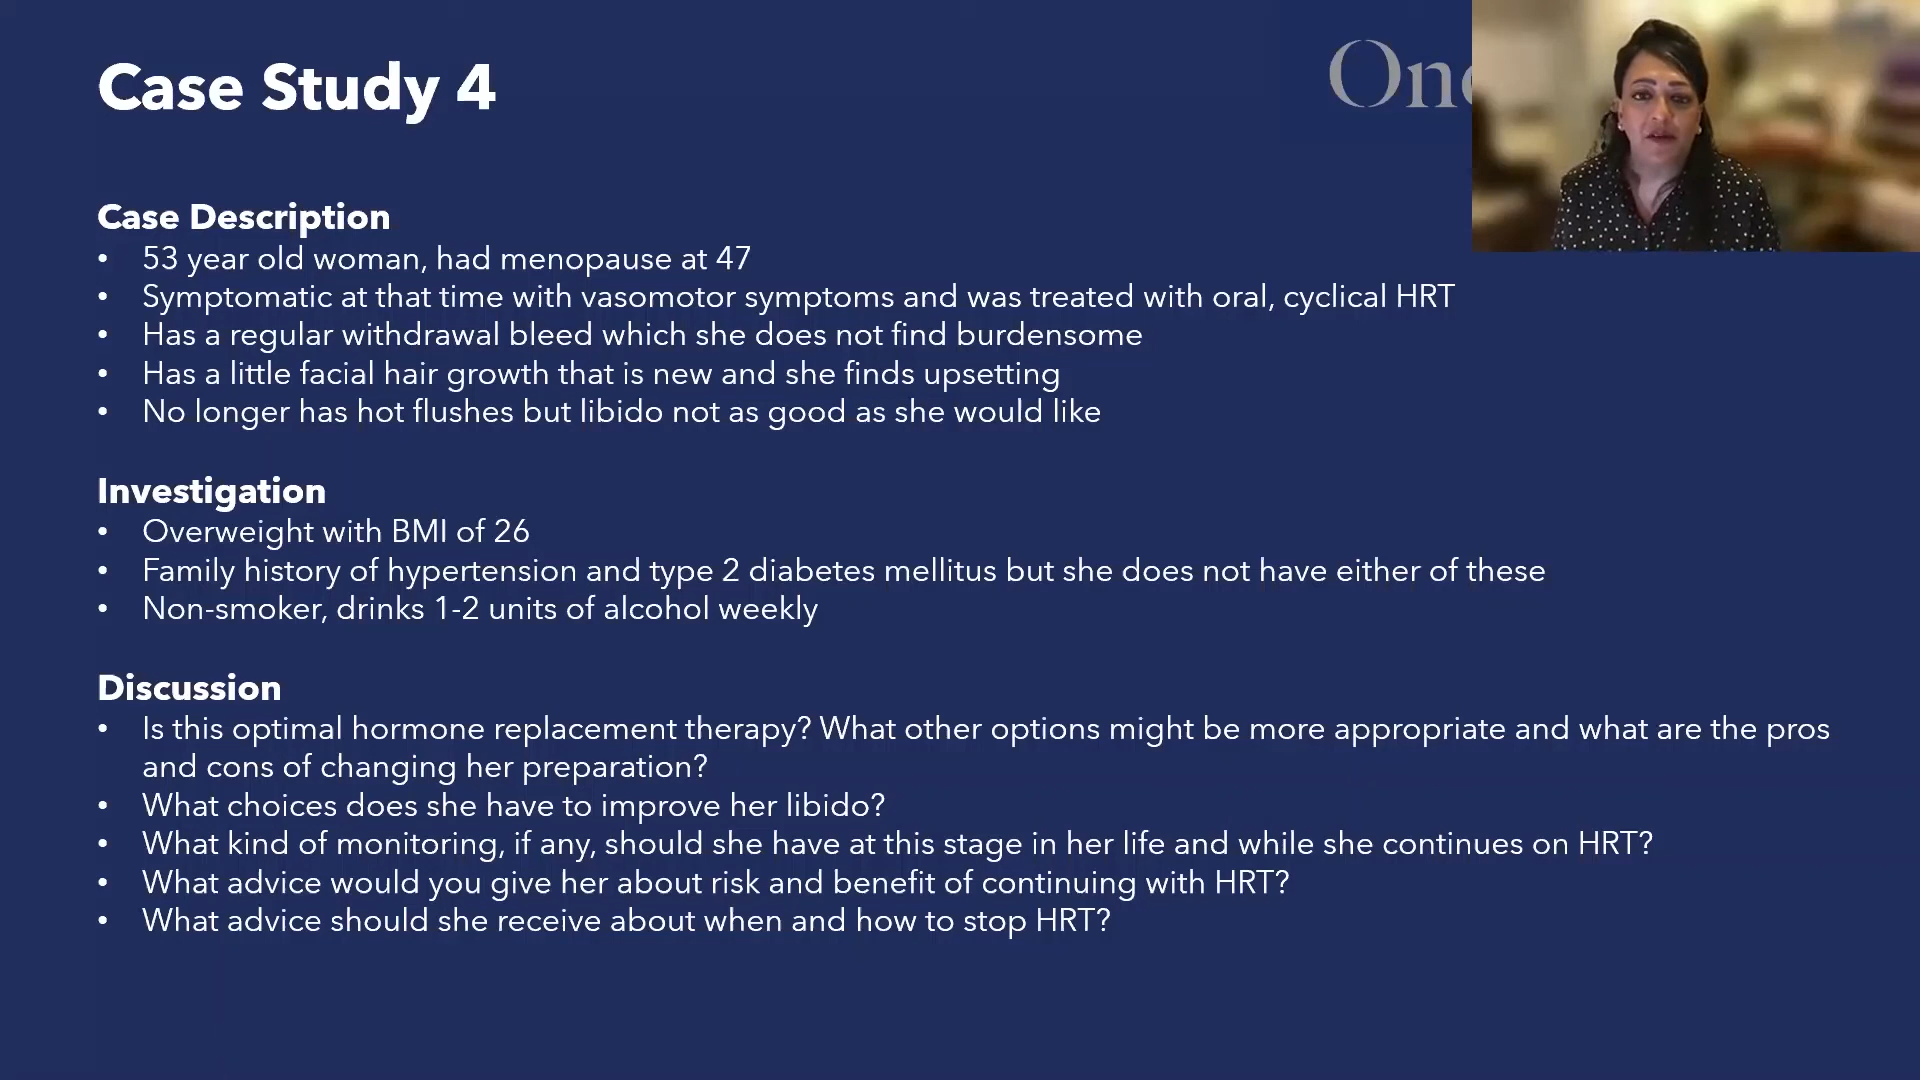 Case Study 4
Case Description
• 53 year old woman, had menopause at 47
• Symptomatic at that time with vasomotor symptoms and was treated with oral, cyclical HRT
• Has a regular withdrawal bleed which she does not find burdensome
• Has a little facial hair growth that is new and she finds upsetting
• No longer has hot flushes but libido not as good as she would like
Investigation
• Overweight with BMI of 26
• Family history of hypertension and type 2 diabetes mellitus but she does not have either of these
• Non-smoker, drinks 1-2 units of alcohol weekly
Discussion
• Is this optimal hormone replacement therapy? What other options might be more appropriate and what are the pros
and cons of changing her preparation?
• What choices does she have to improve her libido?
• What kind of monitoring, if any, should she have at this stage in her life and while she continues on HRT?
• What advice would you give her about risk and benefit of continuing with HRT?
• What advice should she receive about when and how to stop HRT?